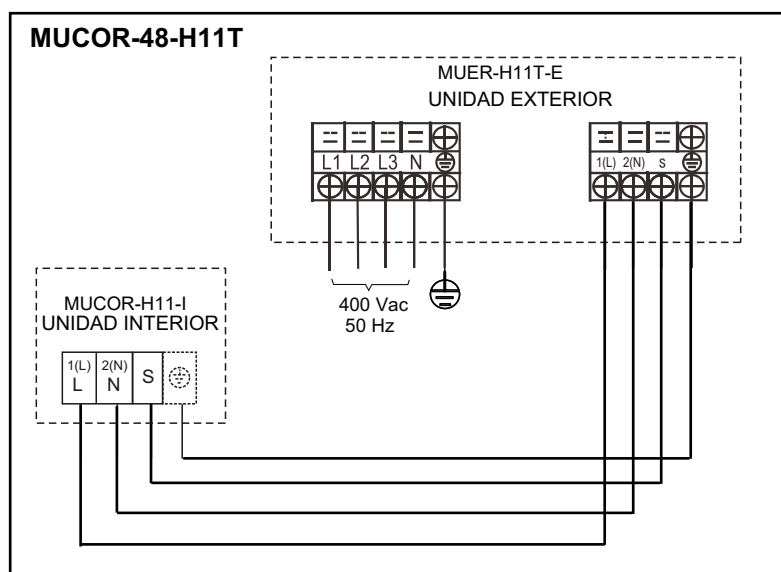 MUCOR-48-H11T
MUER-H11T-E
UNIDAD EXTERIOR
L1 L2 L3 N
1(L) 2(N) S
400 Vac
50 Hz
MUCOR-H11-I
UNIDAD INTERIOR
1(L) 2(N)
L N S